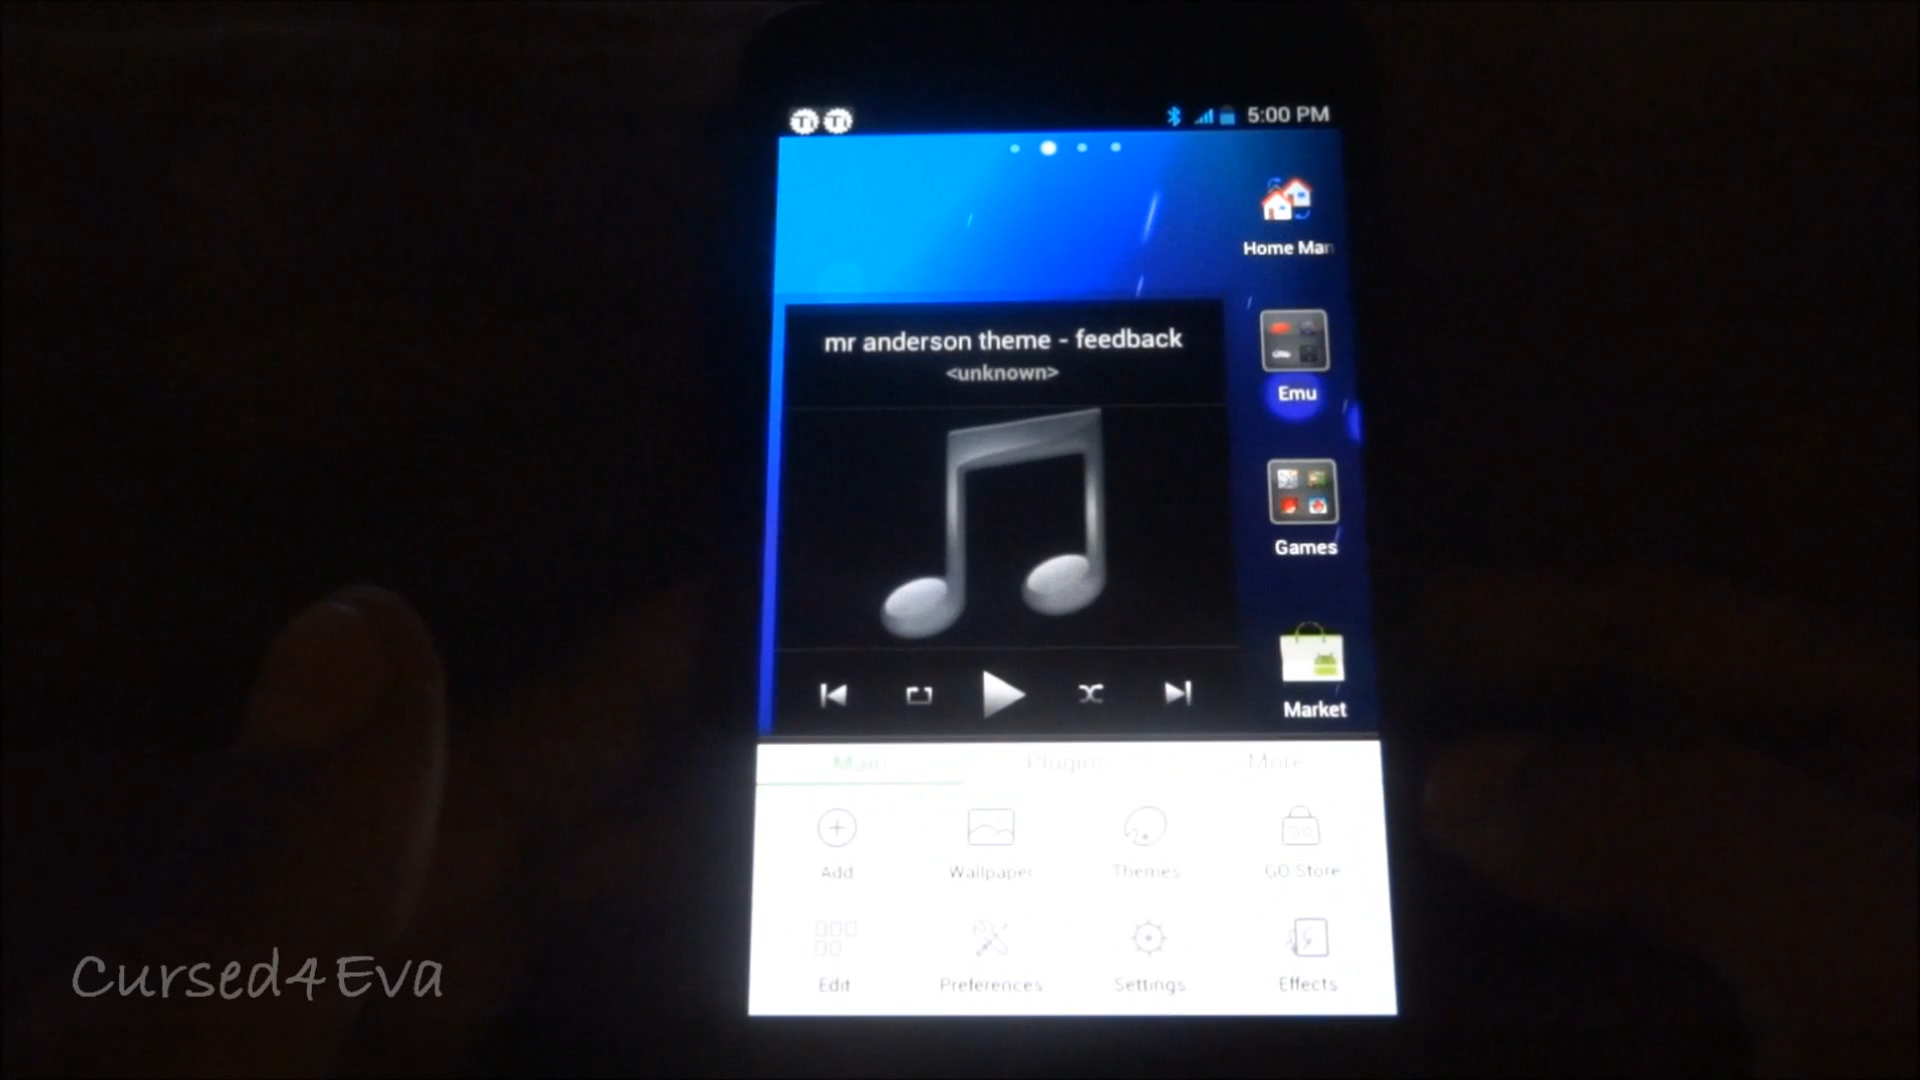 5:00 PM
Home Man
mr anderson theme - feedback
<unknown>
Emu
Games
Market
Main Plugins More
Add Wallpaper Themes GO Store
Edit Preferences Settings Effects
Cursed4Eva